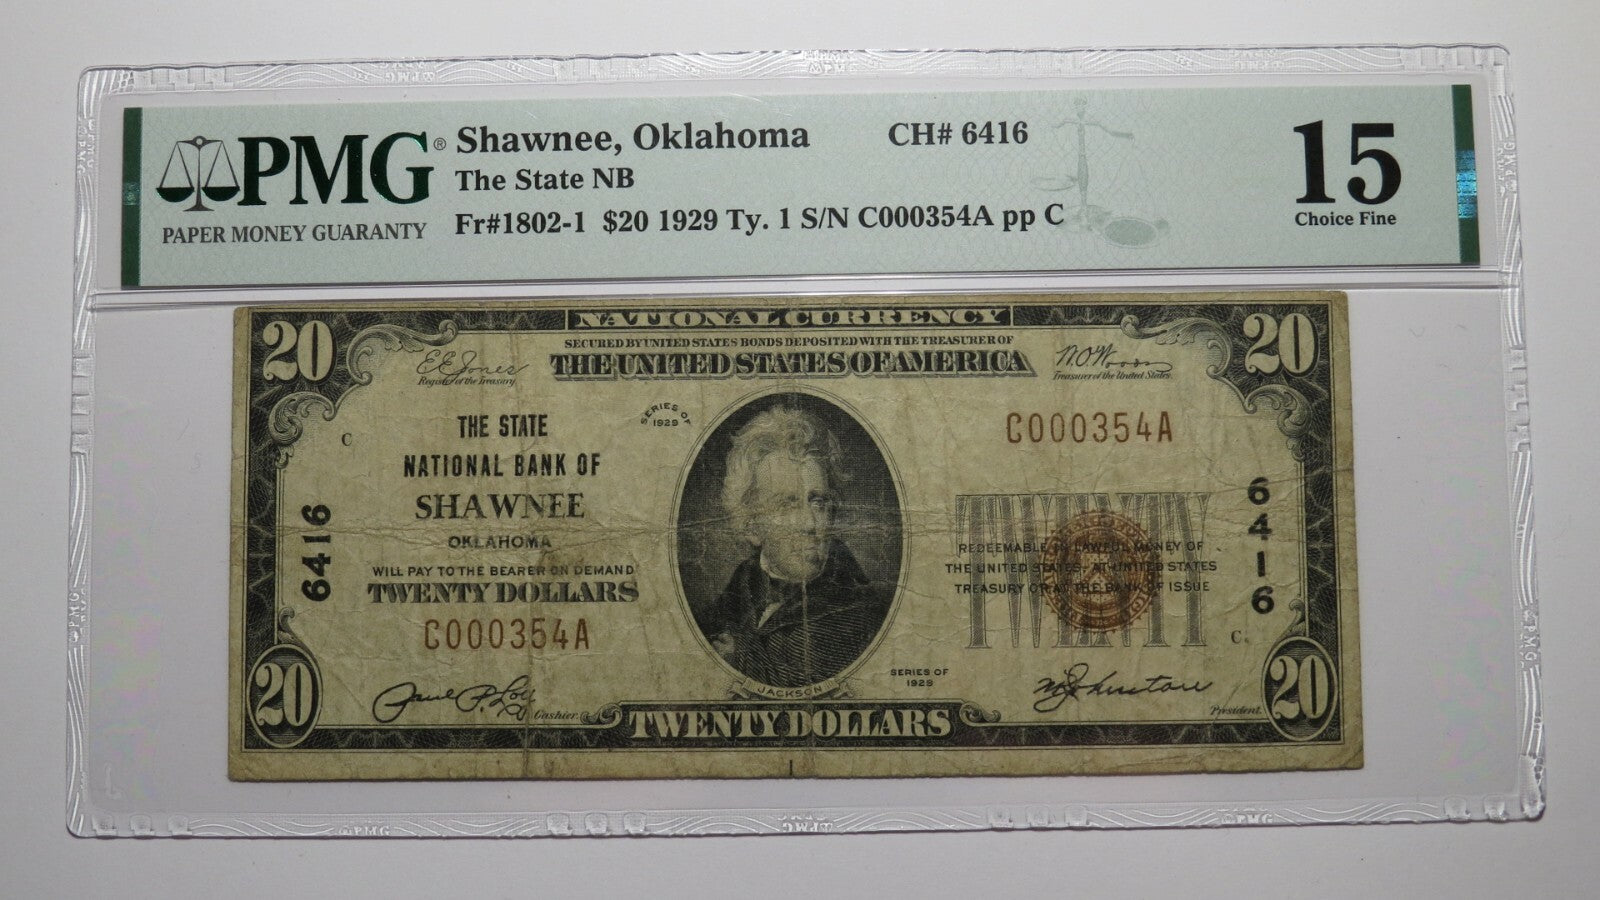 PMG®
PAPER MONEY GUARANTY
Shawnee, Oklahoma CH# 6416
The State NB
Fr#1802-1 $20 1929 Ty. 1 S/N C000354A pp C
15
Choice Fine
20 NATIONAL CURRENCY 20
SECURED BY UNITED STATES BONDS DEPOSITED WITH THE TREASURER OF
THE UNITED STATES OF AMERICA
E.E. Jones
Register of the Treasury
W.O. Woods
Treasurer of the United States
SERIES OF
1929
C
THE STATE
NATIONAL BANK OF
SHAWNEE
OKLAHOMA
WILL PAY TO THE BEARER ON DEMAND
TWENTY DOLLARS
C000354A
6416
C000354A
6416
TWENTY
REDEEMABLE IN LAWFUL MONEY OF
THE UNITED STATES AT UNITED STATES
TREASURY OR AT THE BANK OF ISSUE
C
JACKSON
SERIES OF
1929
Cashier.
President.
20 TWENTY DOLLARS 20
PMG
PMG
PMG